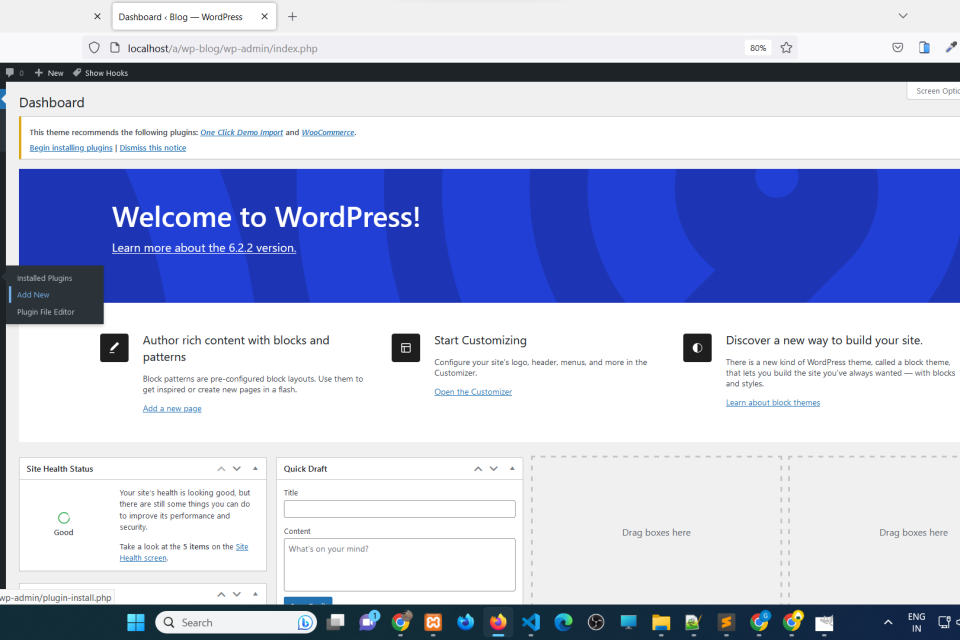 Dashboard ‹ Blog — WordPress
localhost/a/wp-blog/wp-admin/index.php
80%
0
New
Show Hooks
Dashboard
Screen Optio
This theme recommends the following plugins: One Click Demo Import and WooCommerce.
Begin installing plugins | Dismiss this notice
Welcome to WordPress!
Learn more about the 6.2.2 version.
Installed Plugins
Add New
Plugin File Editor
Author rich content with blocks and
patterns
Block patterns are pre-configured block layouts. Use them to
get inspired or create new pages in a flash.
Add a new page
Start Customizing
Configure your site's logo, header, menus, and more in the
Customizer.
Open the Customizer
Discover a new way to build your site.
There is a new kind of WordPress theme, called a block theme,
that lets you build the site you've always wanted — with blocks
and styles.
Learn about block themes
Site Health Status
Good
Your site's health is looking good, but
there are still some things you can do
to improve its performance and
security.
Take a look at the 5 items on the Site
Health screen.
Quick Draft
Title
Content
What's on your mind?
Drag boxes here
Drag boxes here
wp-admin/plugin-install.php
Search
1
0
ENG
IN